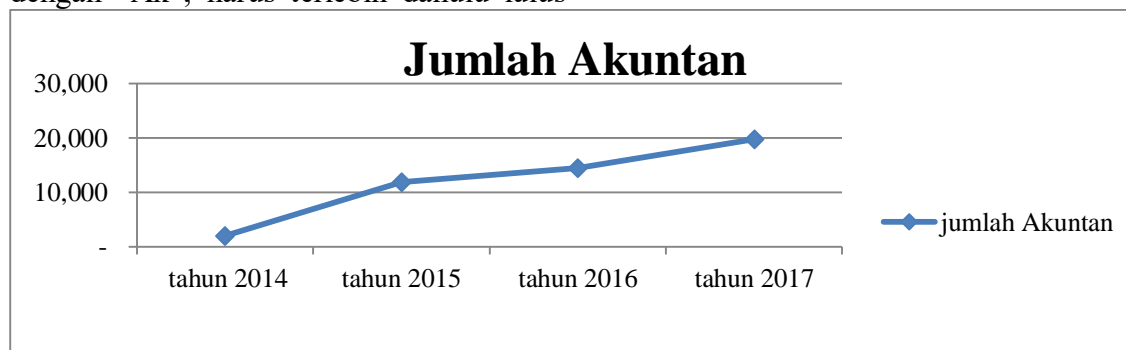 Jumlah Akuntan
30,000
20,000
10,000
-
jumlah Akuntan
tahun 2014 tahun 2015 tahun 2016 tahun 2017